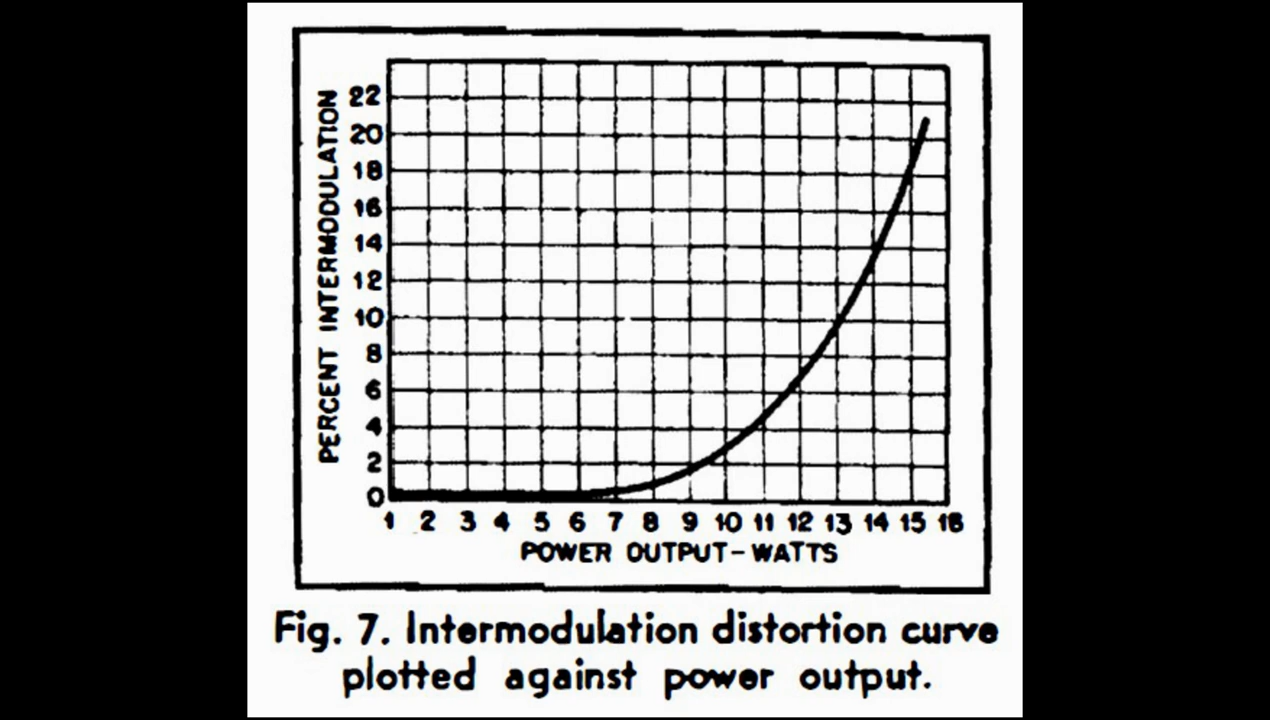 PERCENT INTERMODULATION
22
20
18
16
14
12
10
8
6
4
2
0
1 2 3 4 5 6 7 8 9 10 11 12 13 14 15 16
POWER OUTPUT-WATTS
Fig. 7. Intermodulation distortion curve
plotted against power output.